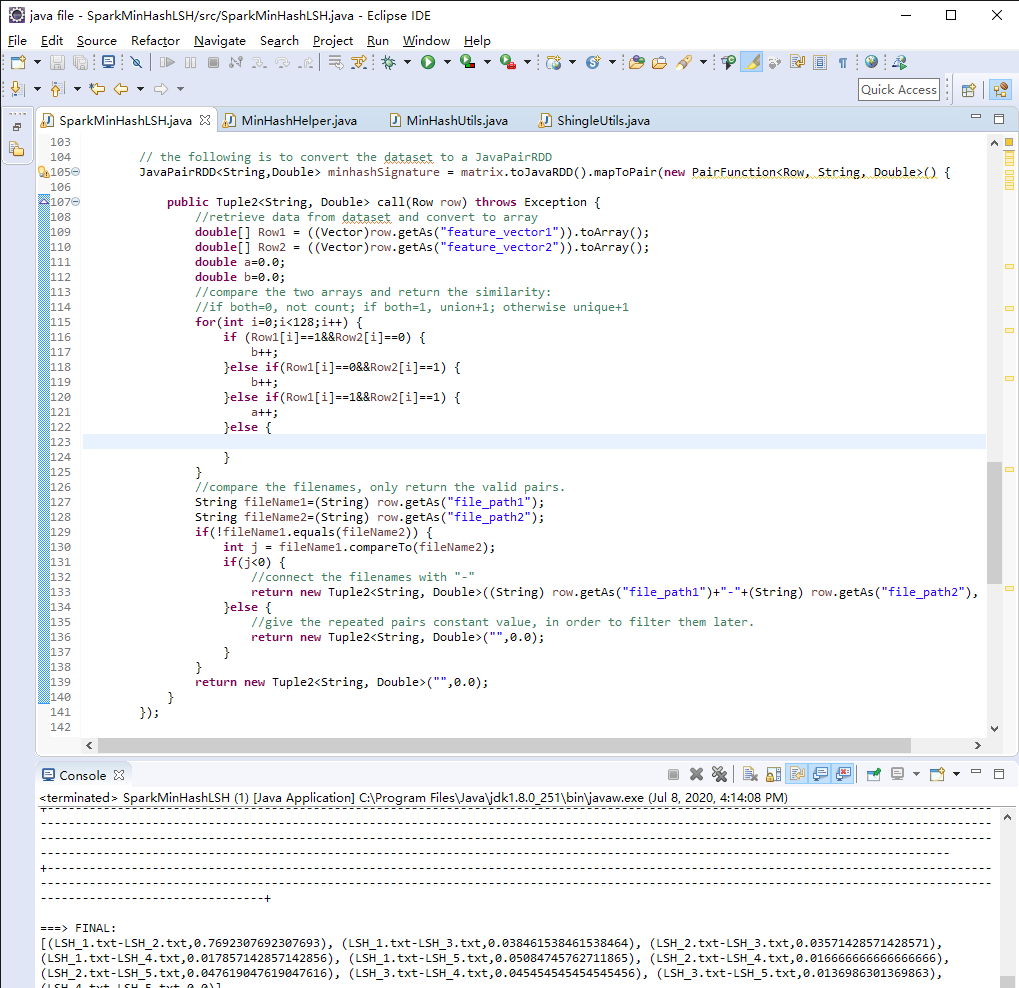 java file - SparkMinHashLSH/src/SparkMinHashLSH.java - Eclipse IDE
File Edit Source Refactor Navigate Search Project Run Window Help
Quick Access
SparkMinHashLSH.java MinHashHelper.java MinHashUtils.java ShingleUtils.java
103
104 // the following is to convert the dataset to a JavaPairRDD
105 JavaPairRDD<String,Double> minhashSignature = matrix.toJavaRDD().mapToPair(new PairFunction<Row, String, Double>() {
106
107 public Tuple2<String, Double> call(Row row) throws Exception {
108 //retrieve data from dataset and convert to array
109 double[] Row1 = ((Vector)row.getAs("feature_vector1")).toArray();
110 double[] Row2 = ((Vector)row.getAs("feature_vector2")).toArray();
111 double a=0.0;
112 double b=0.0;
113 //compare the two arrays and return the similarity:
114 //if both=0, not count; if both=1, union+1; otherwise unique+1
115 for(int i=0;i<128;i++) {
116 if (Row1[i]==1&&Row2[i]==0) {
117 b++;
118 }else if(Row1[i]==0&&Row2[i]==1) {
119 b++;
120 }else if(Row1[i]==1&&Row2[i]==1) {
121 a++;
122 }else {
123
124 }
125 }
126 //compare the filenames, only return the valid pairs.
127 String fileName1=(String) row.getAs("file_path1");
128 String fileName2=(String) row.getAs("file_path2");
129 if(!fileName1.equals(fileName2)) {
130 int j = fileName1.compareTo(fileName2);
131 if(j<0) {
132 //connect the filenames with "-"
133 return new Tuple2<String, Double>((String) row.getAs("file_path1")+"-"+(String) row.getAs("file_path2"),
134 }else {
135 //give the repeated pairs constant value, in order to filter them later.
136 return new Tuple2<String, Double>("",0.0);
137 }
138 }
139 return new Tuple2<String, Double>("",0.0);
140 }
141 });
142
Console
<terminated> SparkMinHashLSH (1) [Java Application] C:\Program Files\Java\jdk1.8.0_251\bin\javaw.exe (Jul 8, 2020, 4:14:08 PM)
===> FINAL:
[(LSH_1.txt-LSH_2.txt,0.7692307692307693), (LSH_1.txt-LSH_3.txt,0.038461538461538464), (LSH_2.txt-LSH_3.txt,0.03571428571428571),
(LSH_1.txt-LSH_4.txt,0.017857142857142856), (LSH_1.txt-LSH_5.txt,0.05084745762711865), (LSH_2.txt-LSH_4.txt,0.016666666666666666),
(LSH_2.txt-LSH_5.txt,0.047619047619047616), (LSH_3.txt-LSH_4.txt,0.045454545454545456), (LSH_3.txt-LSH_5.txt,0.0136986301369863),
(LSH_4.txt-LSH_5.txt,0.0)]